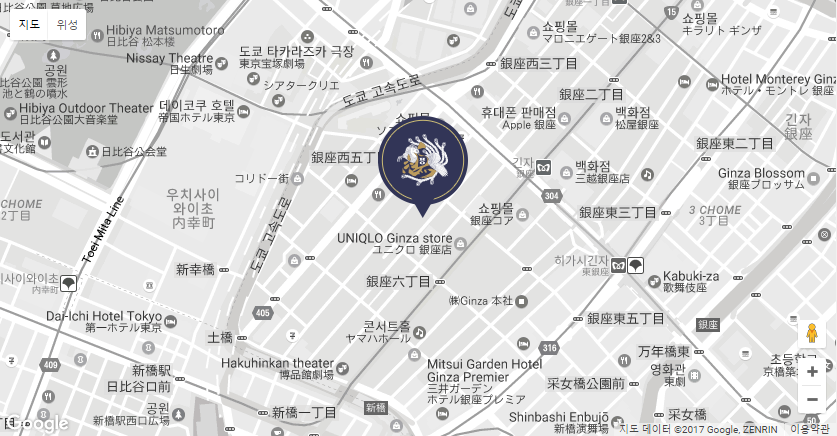 지도 위성
쇼핑몰
マロニエゲート銀座2&3
쇼핑몰
キラリト ギンザ
Hibiya Matsumotoro
日比谷 松本楼
Nissay Theatre
日生劇場
도쿄 타카라즈카 극장
東京宝塚劇場
シアタークリエ
공원
日比谷公園 雲形
池と鶴の噴水
Hibiya Outdoor Theater
日比谷公園大音楽堂
데이코쿠 호텔
帝国ホテル東京
도쿄 고속도로
銀座西三丁目
銀座二丁目
Hotel Monterey Ginz
ホテル・モントレ 銀座
휴대폰 판매점
Apple 銀座
백화점
松屋銀座
긴자
銀座
도서관
文化館
日比谷公会堂
銀座西五丁
コリドー街
긴자
銀座
백화점
三越銀座店
銀座東二丁目
Ginza Blossom
銀座ブロッサム
304
CHOME
2丁目
우치사이
와이초
内幸町
Toei Mita Line
도쿄 고속도로
쇼핑몰
銀座コア
銀座東三丁目
3 CHOME
3丁目
UNIQLO Ginza store
ユニクロ 銀座店
히가시긴자
東銀座
Kabuki-za
歌舞伎座
시이와이초
内幸町
新幸橋
銀座六丁目
㈱Ginza 本社
Dai-Ichi Hotel Tokyo
第一ホテル東京
405
콘서트홀
ヤマハホール
銀座東五丁目
銀座
土橋
316
万年橋東
409
新橋駅
日比谷口前
Hakuhinkan theater
博品館劇場
Mitsui Garden Hotel
Ginza Premier
三井ガーデン
ホテル銀座プレミア
영화관
東劇
초등학교
京橋築
采女橋公園前
공원
新橋駅西口広場
新橋一丁目
新橋
Shinbashi Enbujō
新橋演舞場
采女橋
Google
지도 데이터 ©2017 Google, ZENRIN
이용약관